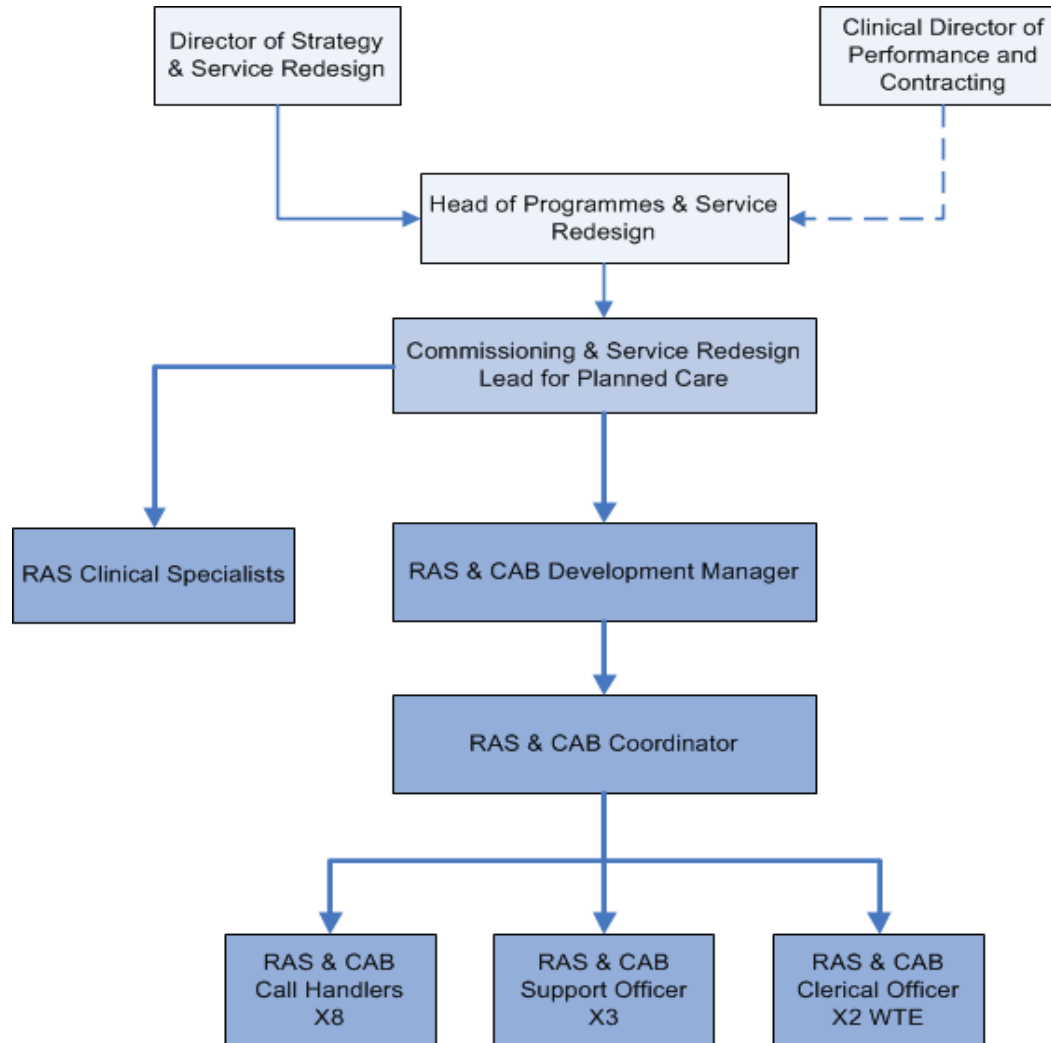 Director of Strategy
& Service Redesign
Clinical Director of
Performance and
Contracting
Head of Programmes & Service
Redesign
Commissioning & Service Redesign
Lead for Planned Care
RAS Clinical Specialists
RAS & CAB Development Manager
RAS & CAB Coordinator
RAS & CAB
Call Handlers
X8
RAS & CAB
Support Officer
X3
RAS & CAB
Clerical Officer
X2 WTE